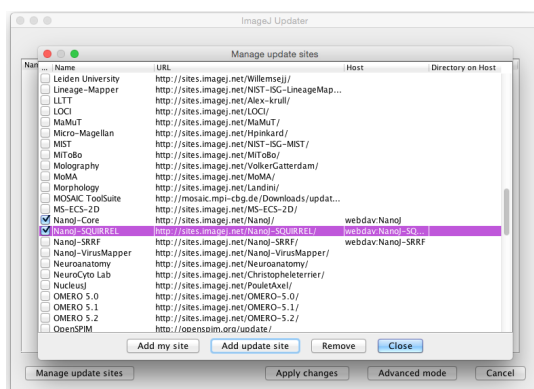 ImageJ Updater
Manage update sites
Nan
... Name URL Host Directory on Host
Leiden University http://sites.imagej.net/Willemsejj/
Lineage-Mapper http://sites.imagej.net/NIST-ISG-LineageMap...
LLTT http://sites.imagej.net/Alex-krull/
LOCI http://sites.imagej.net/LOCI/
MaMuT http://sites.imagej.net/MaMuT/
Micro-Magellan http://sites.imagej.net/Hpinkard/
MIST http://sites.imagej.net/NIST-ISG-MIST/
MiToBo http://sites.imagej.net/MiToBo/
Molography http://sites.imagej.net/VolkerGatterdam/
MoMA http://sites.imagej.net/MoMA/
Morphology http://sites.imagej.net/Landini/
MOSAIC ToolSuite http://mosaic.mpi-cbg.de/Downloads/updat...
MS-ECS-2D http://sites.imagej.net/MS-ECS-2D/
NanoJ-Core http://sites.imagej.net/NanoJ/ webdav:NanoJ
NanoJ-SQUIRREL http://sites.imagej.net/NanoJ-SQUIRREL/ webdav:NanoJ-SQ...
NanoJ-SRRF http://sites.imagej.net/NanoJ-SRRF/ webdav:NanoJ-SRRF
NanoJ-VirusMapper http://sites.imagej.net/NanoJ-VirusMapper/
Neuroanatomy http://sites.imagej.net/Neuroanatomy/
NeuroCyto Lab http://sites.imagej.net/Christopheleterrier/
NucleusJ http://sites.imagej.net/PouletAxel/
OMERO 5.0 http://sites.imagej.net/OMERO-5.0/
OMERO 5.1 http://sites.imagej.net/OMERO-5.1/
OMERO 5.2 http://sites.imagej.net/OMERO-5.2/
OpenSPIM http://openspim.org/update/
Add my site Add update site Remove Close
Manage update sites Apply changes Advanced mode Cancel